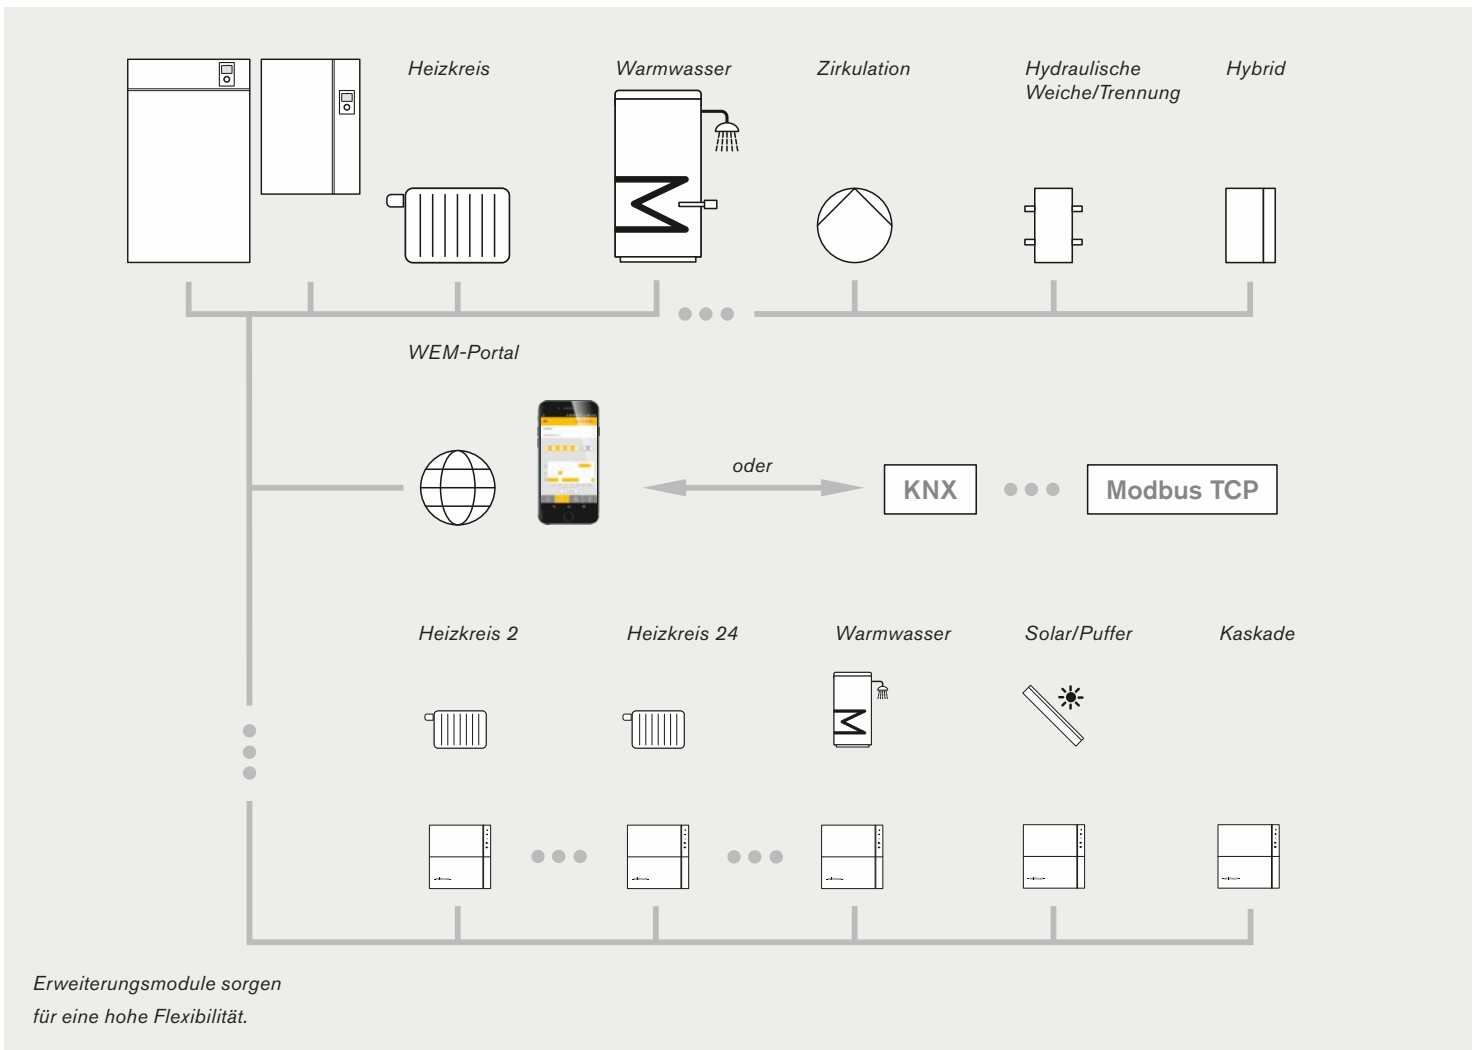 Heizkreis
Warmwasser
Zirkulation
Hydraulische
Weiche/Trennung
Hybrid
WEM-Portal
oder
KNX
Modbus TCP
Heizkreis 2
Heizkreis 24
Warmwasser
Solar/Puffer
Kaskade
Erweiterungsmodule sorgen
für eine hohe Flexibilität.